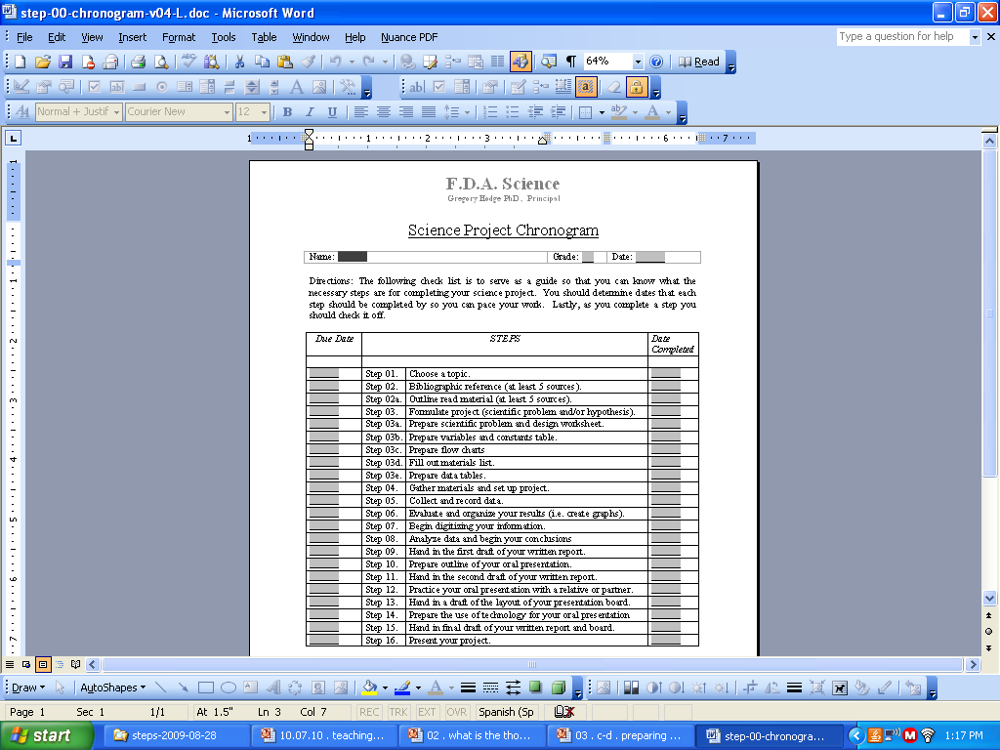 step-00-chronogram-v04-L.doc - Microsoft Word
File Edit View Insert Format Tools Table Window Help Nuance PDF
Type a question for help
64%
Read
Normal + Justif Courier New 12 B I U
1 1 2 3 6 7
F.D.A. Science
Gregory Hodge PhD, Principal
Science Project Chronogram
Name: Grade: Date:
Directions: The following check list is to serve as a guide so that you can know what the
necessary steps are for completing your science project. You should determine dates that each
step should be completed by so you can pace your work. Lastly, as you complete a step you
should check it off.
Due Date STEPS Date
Completed
Step 01. Choose a topic.
Step 02. Bibliographic reference (at least 5 sources).
Step 02a. Outline read material (at least 5 sources).
Step 03. Formulate project (scientific problem and/or hypothesis).
Step 03a. Prepare scientific problem and design worksheet.
Step 03b. Prepare variables and constants table.
Step 03c. Prepare flow charts
Step 03d. Fill out materials list.
Step 03e. Prepare data tables.
Step 04. Gather materials and set up project.
Step 05. Collect and record data.
Step 06. Evaluate and organize your results (i.e. create graphs).
Step 07. Begin digitizing your information.
Step 08. Analyze data and begin your conclusions
Step 09. Hand in the first draft of your written report.
Step 10. Prepare outline of your oral presentation.
Step 11. Hand in the second draft of your written report.
Step 12. Practice your oral presentation with a relative or partner.
Step 13. Hand in a draft of the layout of your presentation board.
Step 14. Prepare the use of technology for your oral presentation
Step 15. Hand in final draft of your written report and board.
Step 16. Present your project.
Draw AutoShapes
Page 1 Sec 1 1/1 At 1.5" Ln 3 Col 7 REC TRK EXT OVR Spanish (Sp
start steps-2009-08-28 10.07.10 . teaching... 02 . what is the tho... 03 . c-d . preparing ... step-00-chronogra... 1:17 PM